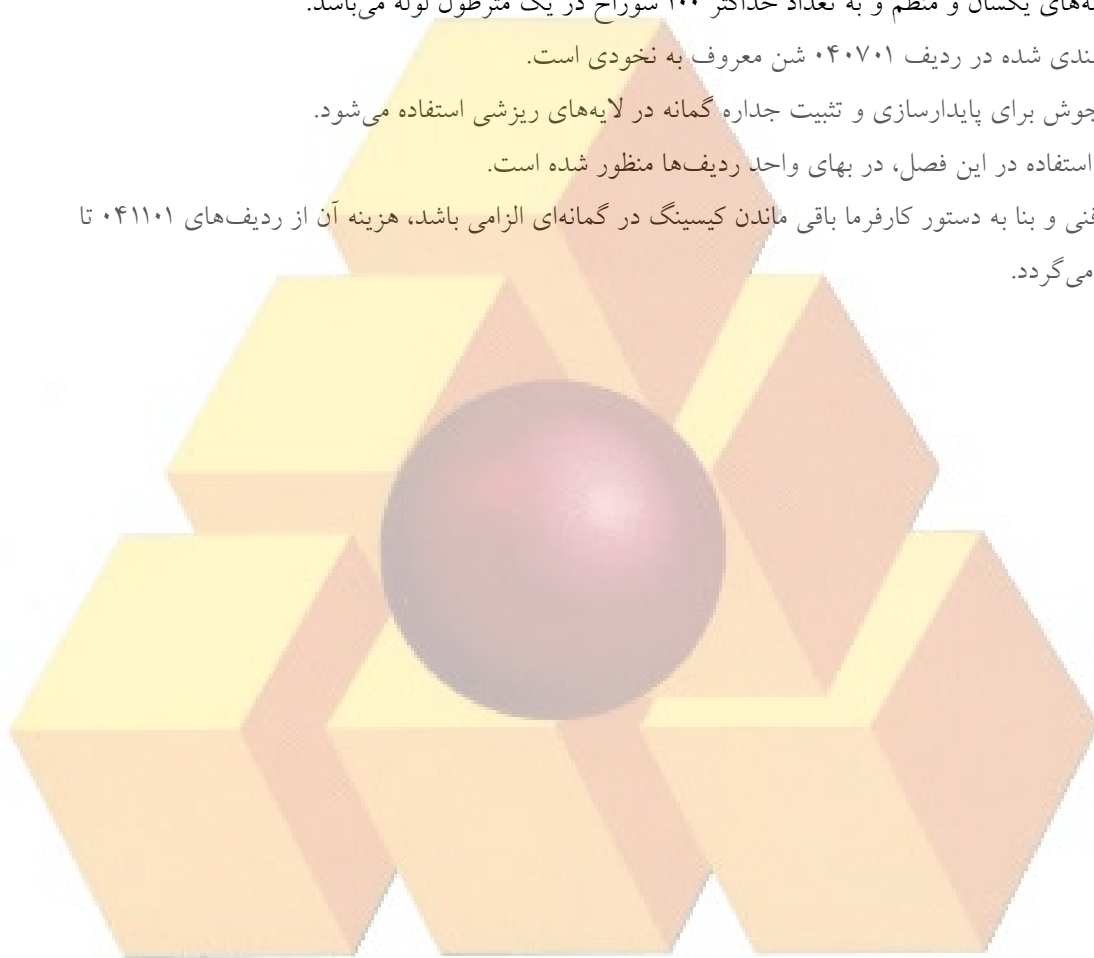 ه‌های یکسان و منظم و به تعداد حداکثر ۱۰۰ سوراخ در یک مترطول لوله می‌باشد.
ندی شده در ردیف ۰۴۰۷۰۱ شن معروف به نخودی است.
جوش برای پایدارسازی و تثبیت جداره گمانه در لایه‌های ریزشی استفاده می‌شود.
استفاده در این فصل، در بهای واحد ردیف‌ها منظور شده است.
فنی و بنا به دستور کارفرما باقی ماندن کیسینگ در گمانه‌ای الزامی باشد، هزینه آن از ردیف‌های ۰۴۱۱۰۱ تا
می‌گردد.